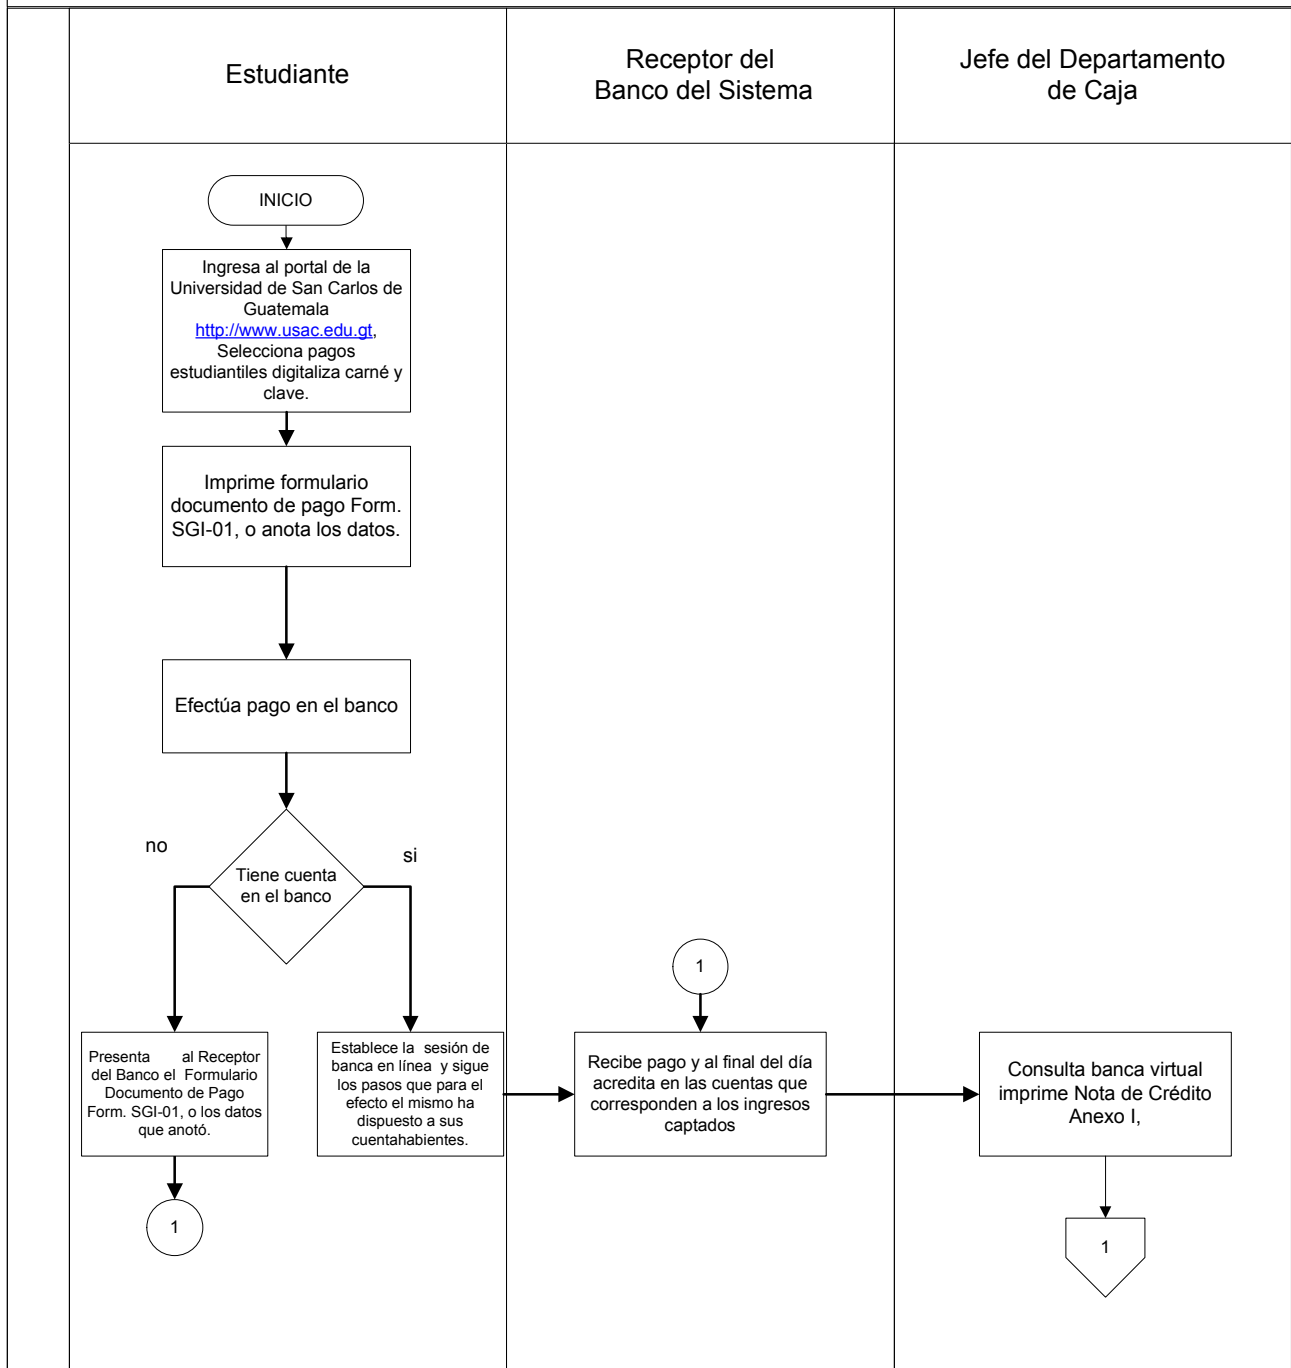 Estudiante
Receptor del
Banco del Sistema
Jefe del Departamento
de Caja
INICIO
Ingresa al portal de la
Universidad de San Carlos de
Guatemala
http://www.usac.edu.gt,
Selecciona pagos
estudiantiles digitaliza carné y
clave.
Imprime formulario
documento de pago Form.
SGI-01, o anota los datos.
Efectúa pago en el banco
no
si
Tiene cuenta
en el banco
Presenta al Receptor
del Banco el Formulario
Documento de Pago
Form. SGI-01, o los datos
que anotó.
1
Establece la sesión de
banca en línea y sigue
los pasos que para el
efecto el mismo ha
dispuesto a sus
cuentahabientes.
1
Recibe pago y al final del día
acredita en las cuentas que
corresponden a los ingresos
captados
Consulta banca virtual
imprime Nota de Crédito
Anexo I,
1